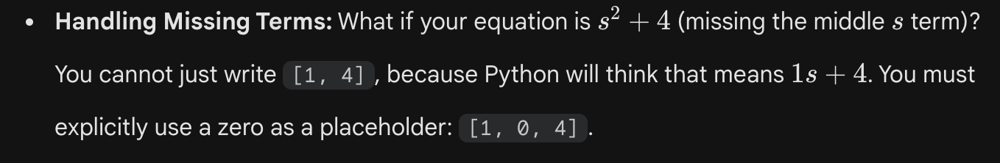 • Handling Missing Terms: What if your equation is s² + 4 (missing the middle s term)?
You cannot just write [1, 4], because Python will think that means 1s + 4. You must
explicitly use a zero as a placeholder: [1, 0, 4].